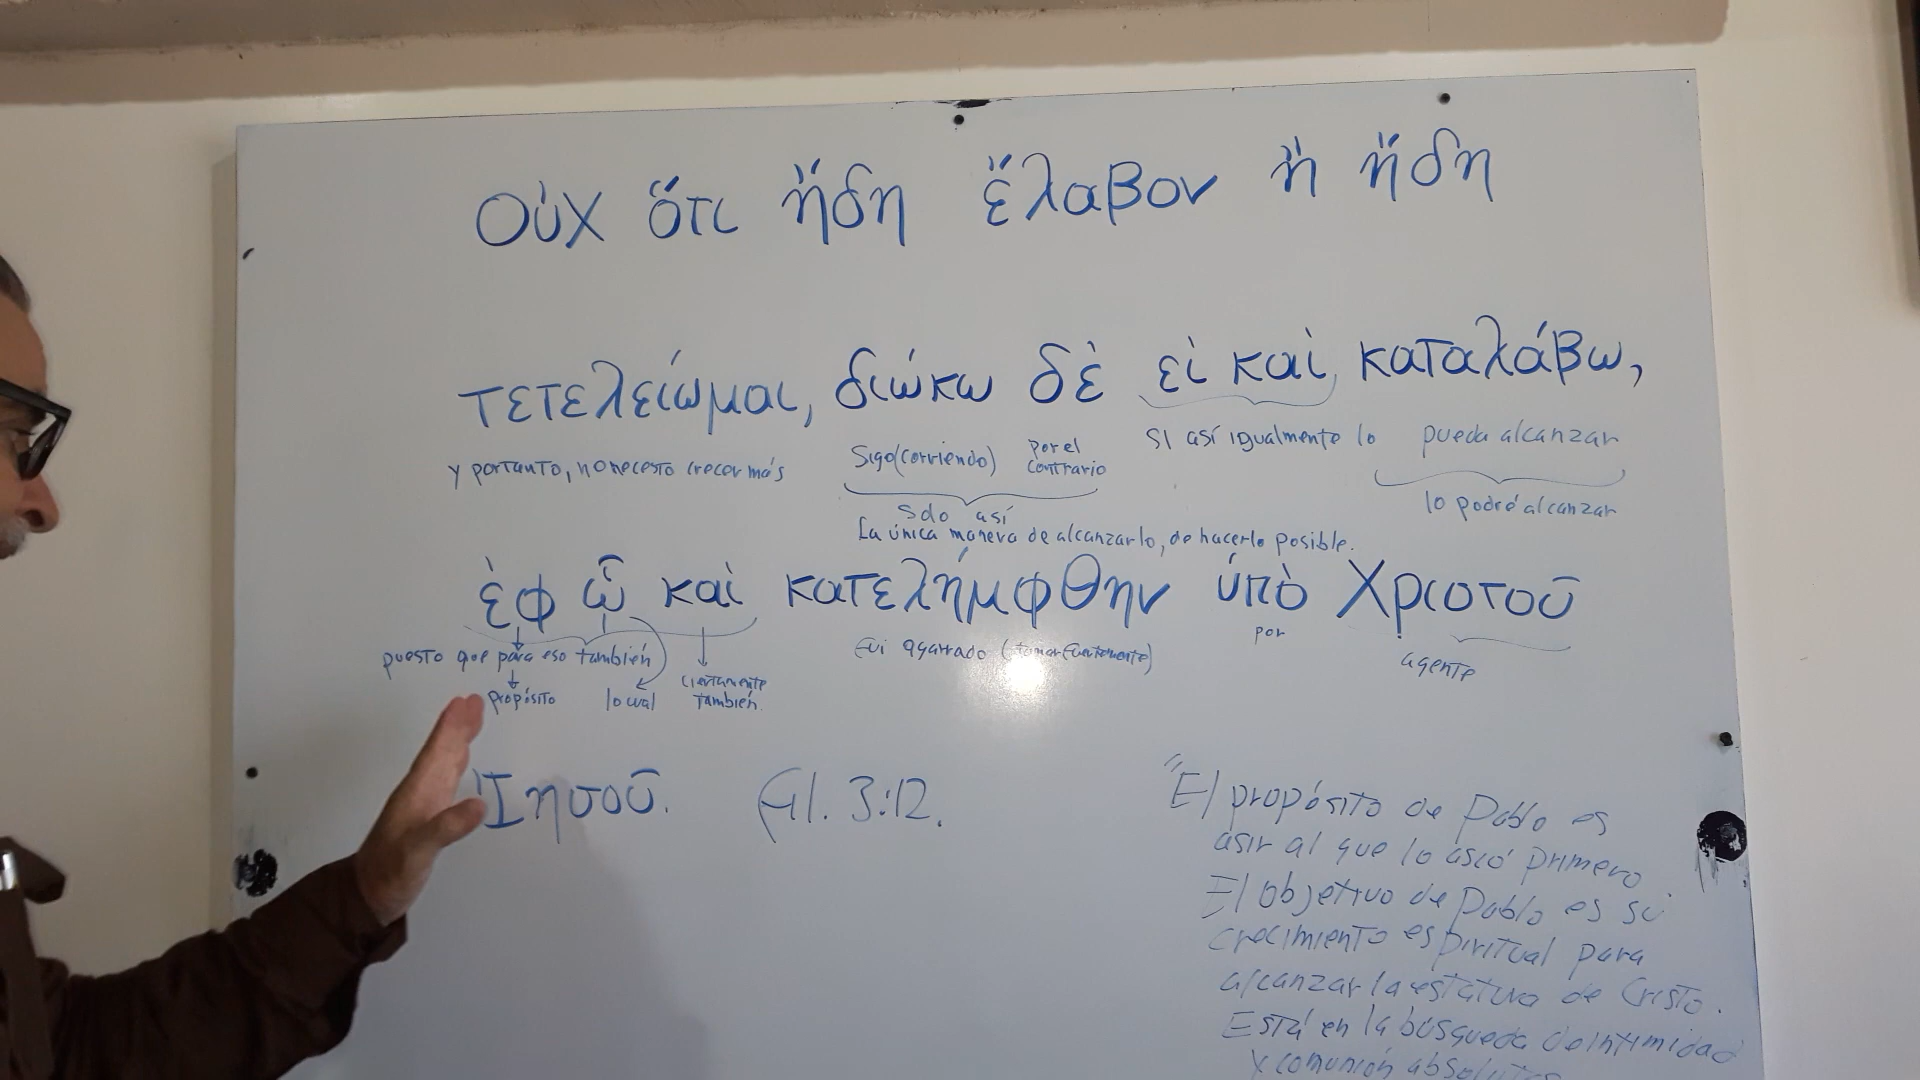 Οὐχ ὅτι ἤδη ἔλαβον ἢ ἤδη
τετελείωμαι, διώκω δὲ εἰ καὶ καταλάβω,
y portanto, no necesito crecer más
Sigo (corriendo) por el contrario
si así igualmente lo pueda alcanzar
lo podré alcanzar
Solo así
La única manera de alcanzarlo, de hacerlo posible.
ἐφ ᾧ καὶ κατελήμφθην ὑπὸ Χριστοῦ
puesto que para eso también
propósito
lo cual
ciertamente también.
Fui agarrado (tomar fuertemente)
por
agente
Ἰησοῦ. Fil. 3:12.
"El propósito de Pablo es
asir al que lo asió primero.
El objetivo de Pablo es su
crecimiento espiritual para
alcanzar la estatura de Cristo.
Está en la búsqueda de intimidad
y comunión